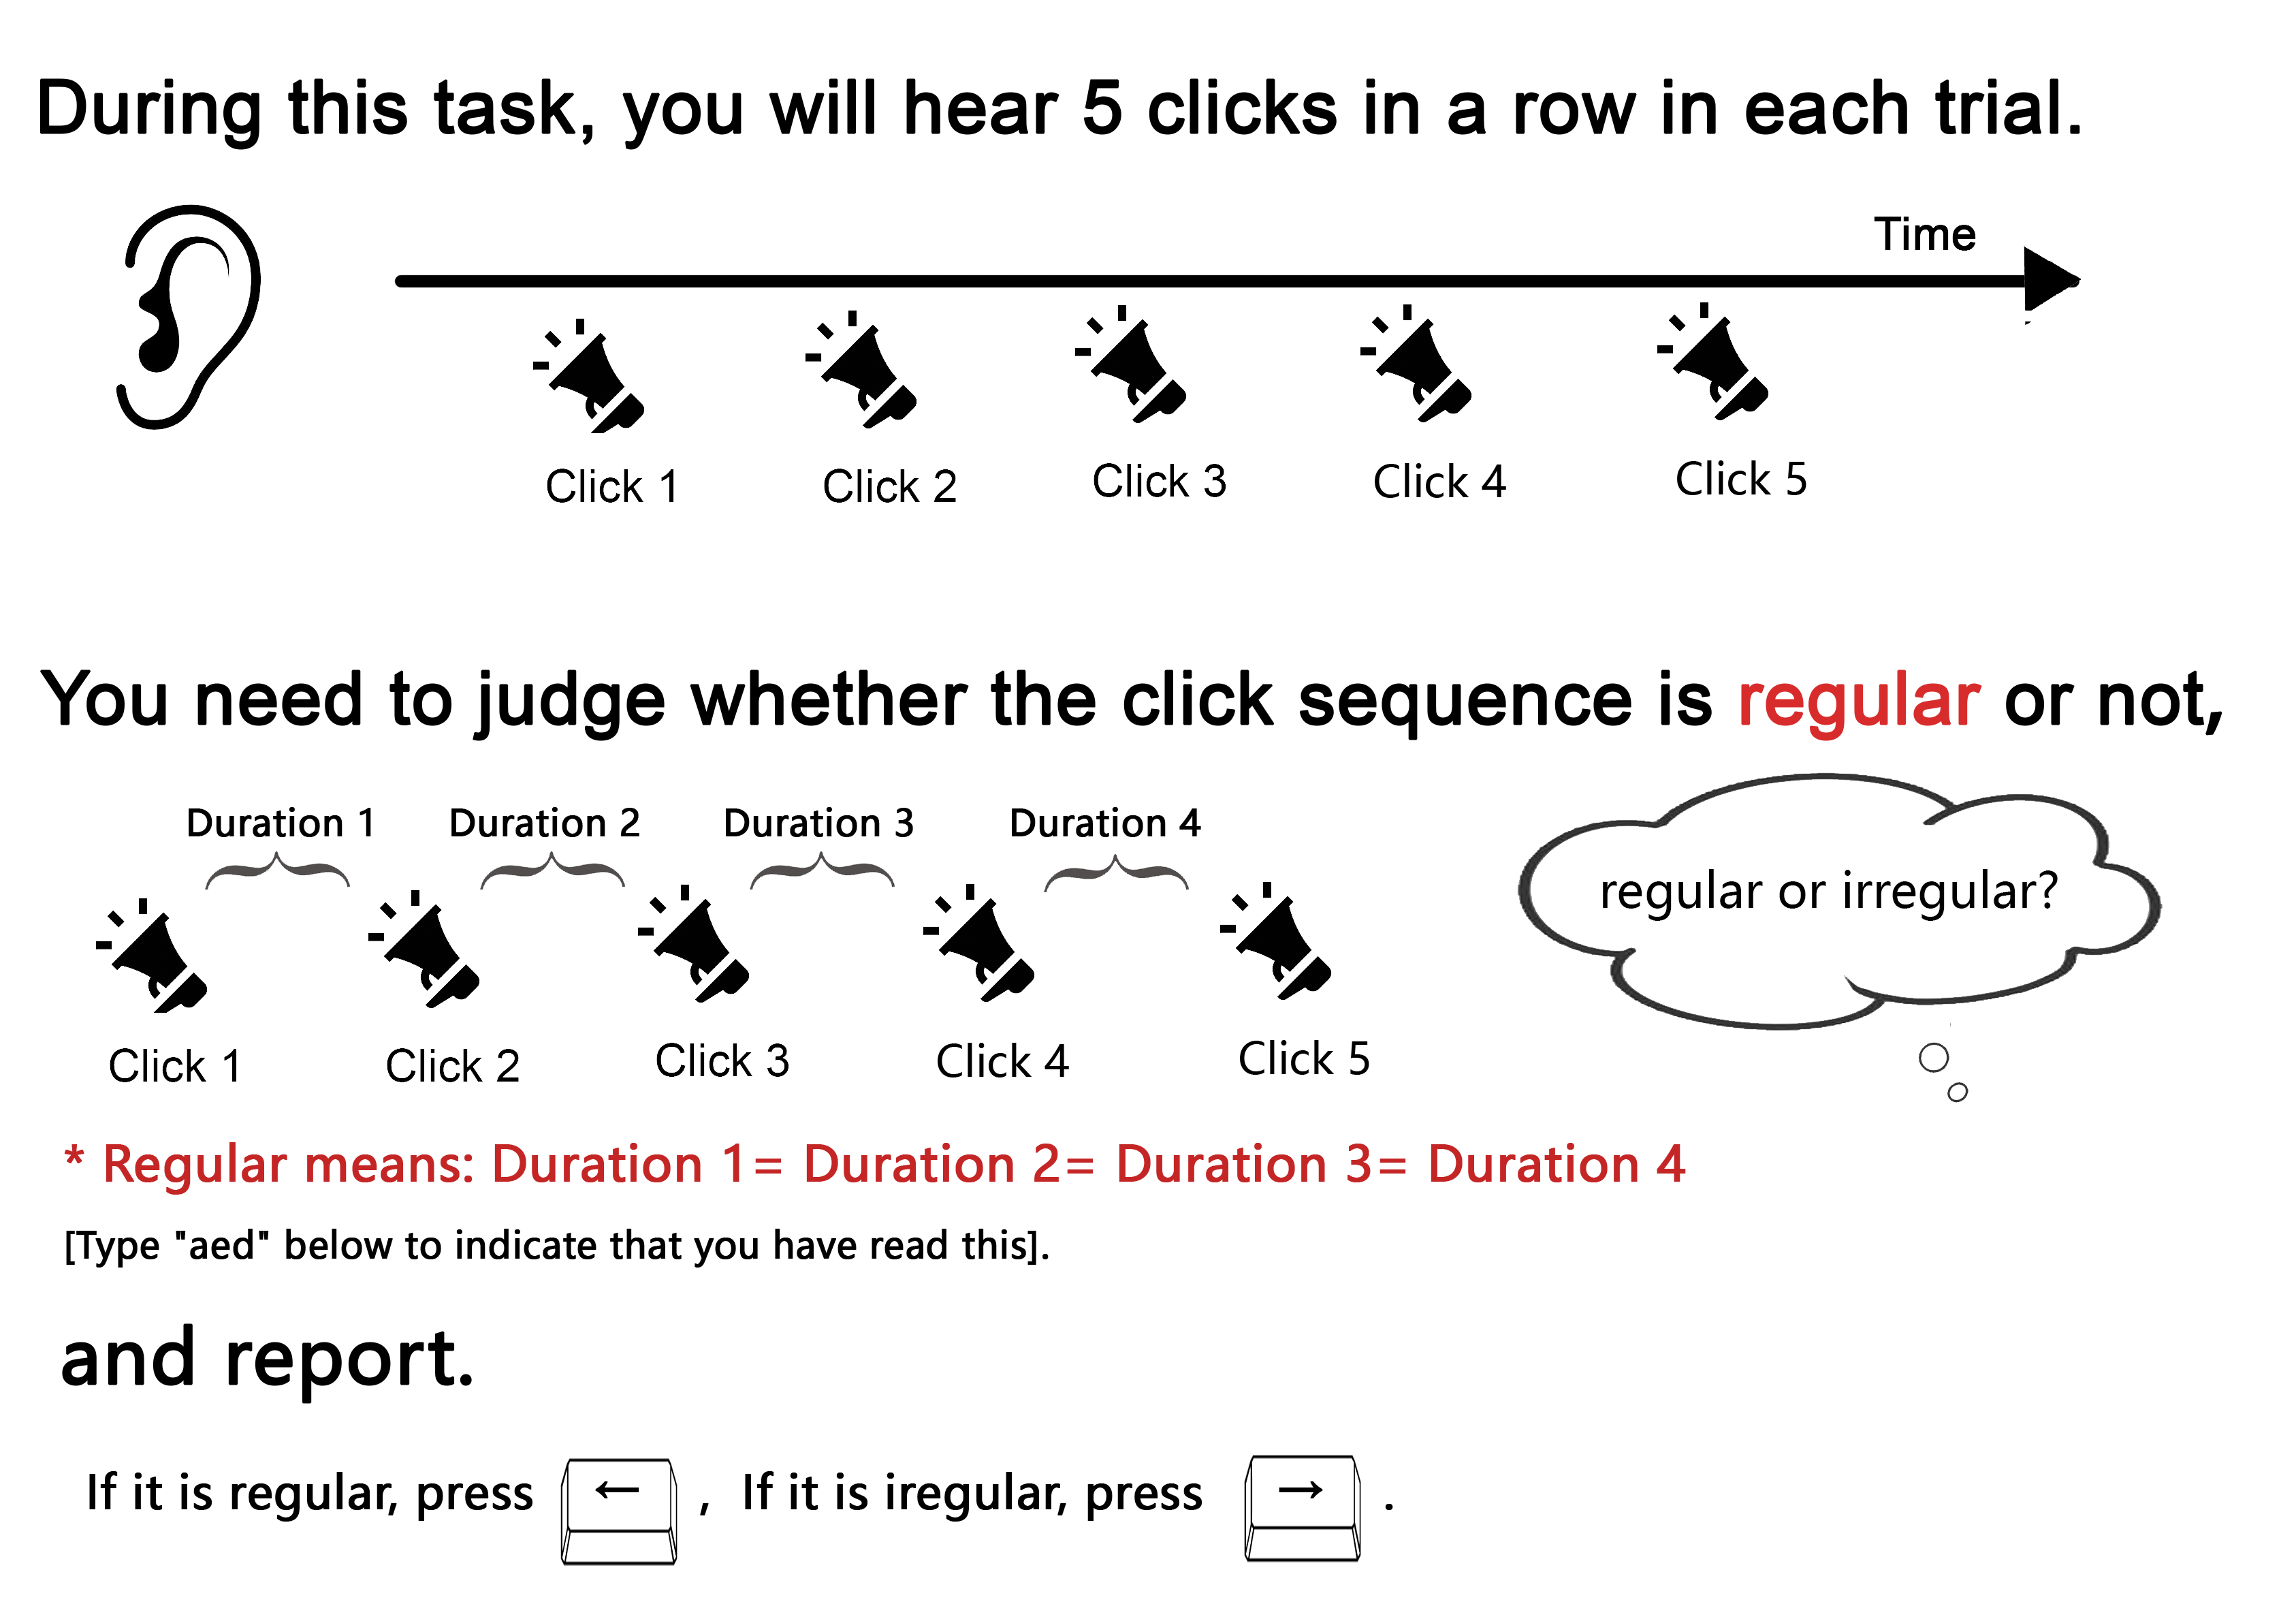 During this task, you will hear 5 clicks in a row in each trial.
Time
Click 1 Click 2 Click 3 Click 4 Click 5
You need to judge whether the click sequence is regular or not,
Duration 1 Duration 2 Duration 3 Duration 4
regular or irregular?
Click 1 Click 2 Click 3 Click 4 Click 5
* Regular means: Duration 1= Duration 2= Duration 3= Duration 4
[Type "aed" below to indicate that you have read this].
and report.
If it is regular, press ← , If it is iregular, press → .